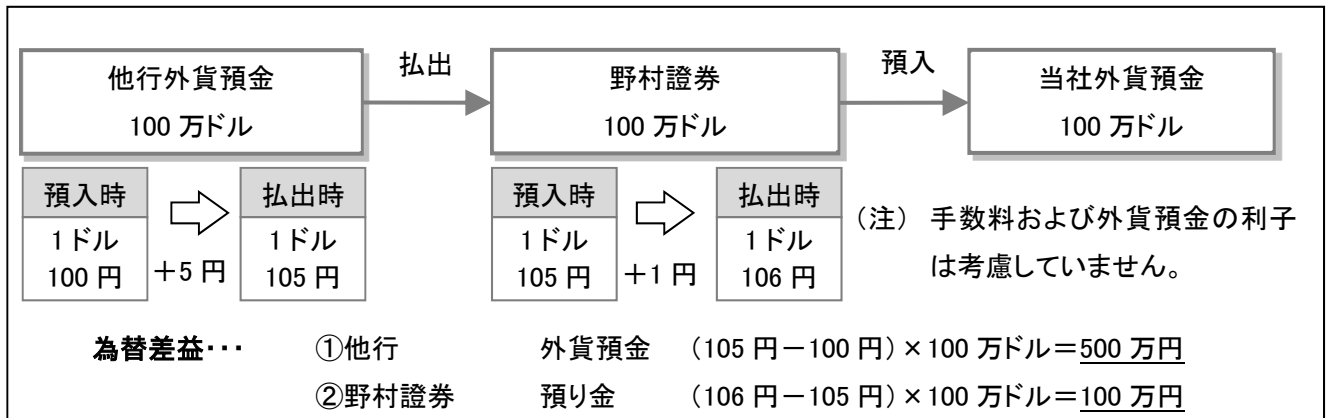 他行外貨預金
100 万ドル
払出
野村證券
100 万ドル
預入
当社外貨預金
100 万ドル
預入時
1ドル
100 円
+5 円
払出時
1ドル
105 円
預入時
1ドル
105 円
+1 円
払出時
1ドル
106 円
(注) 手数料および外貨預金の利子
は考慮していません。
為替差益・・・ ①他行 外貨預金 (105 円-100 円)×100 万ドル=500 万円
②野村證券 預り金 (106 円-105 円)×100 万ドル=100 万円